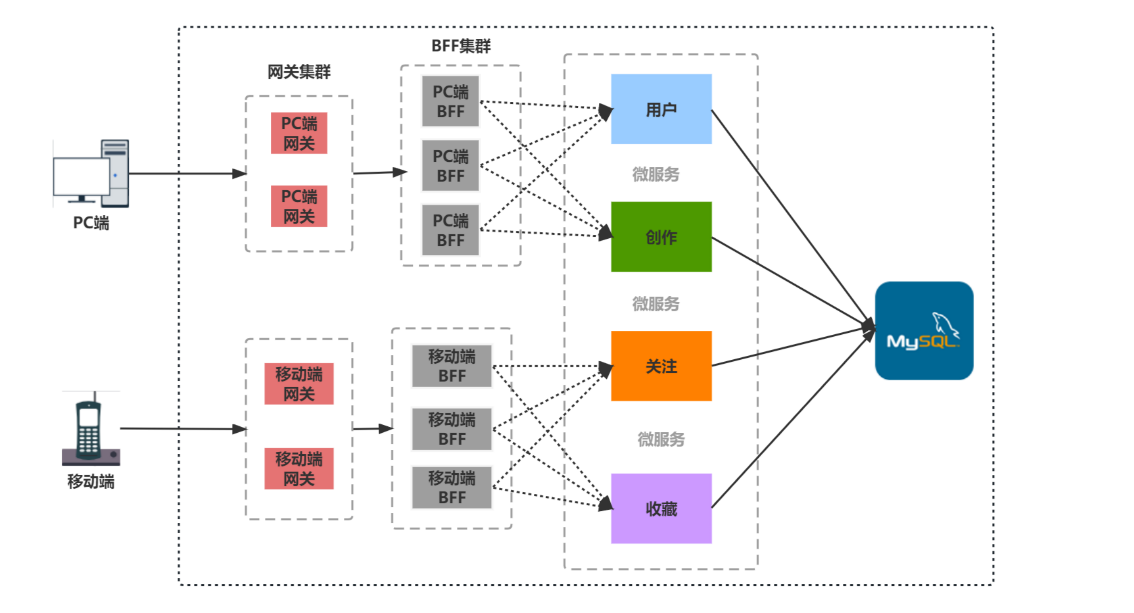 BFF集群
网关集群
PC端
网关
PC端
网关
PC端
BFF
PC端
BFF
PC端
BFF
用户
微服务
创作
微服务
关注
微服务
收藏
PC端
移动端
网关
移动端
网关
移动端
BFF
移动端
BFF
移动端
BFF
移动端
MySQL